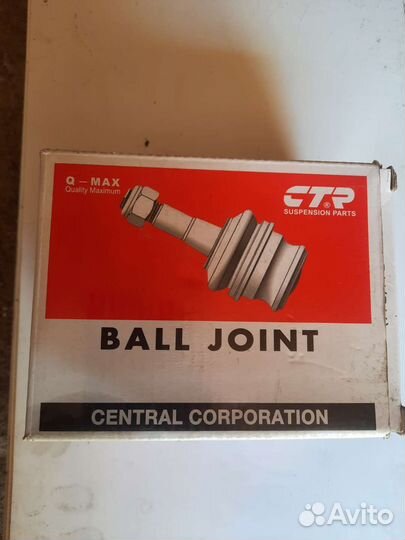 Q – MAX
Quality Maximum
CTR
®
SUSPENSION PARTS
BALL JOINT
CENTRAL CORPORATION
Avito